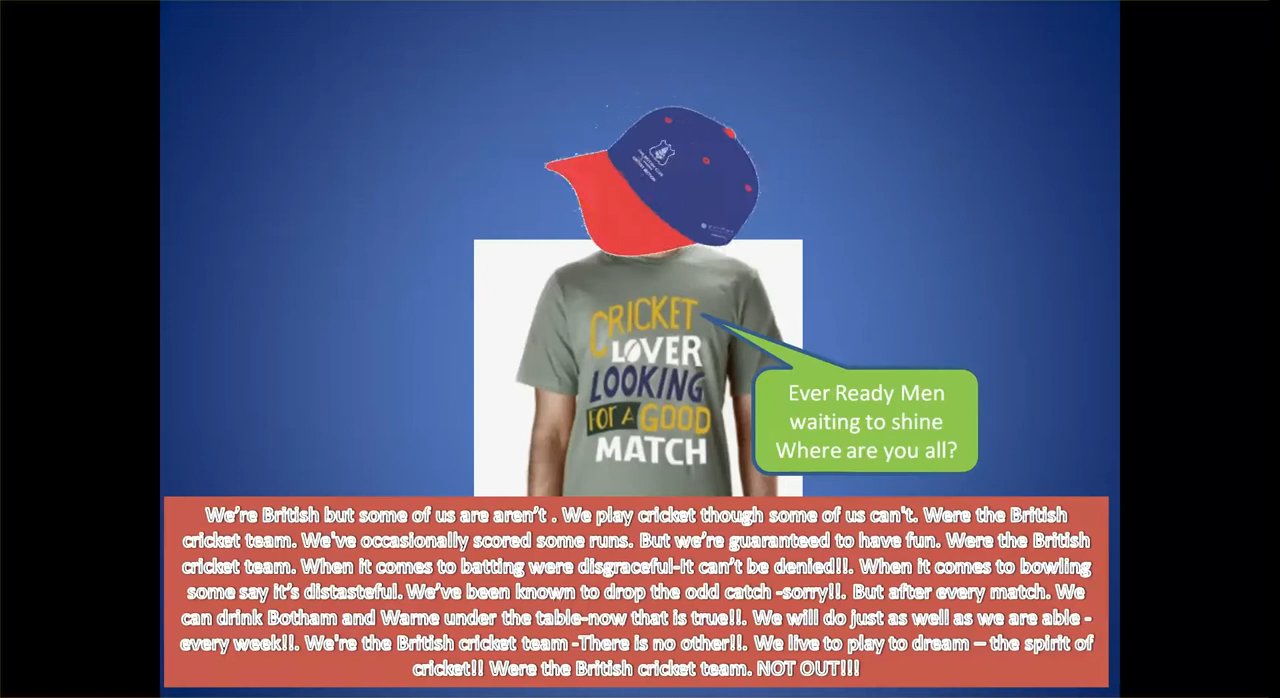 CRICKET
LOVER
LOOKING
FOR A GOOD
MATCH
Ever Ready Men
waiting to shine
Where are you all?
We're British but some of us are aren't . We play cricket though some of us can't. Were the British
cricket team. We've occasionally scored some runs. But we're guaranteed to have fun. Were the British
cricket team. When it comes to batting were disgraceful-It can't be denied!!. When it comes to bowling
some say it's distasteful. We've been known to drop the odd catch -sorry!!. But after every match. We
can drink Botham and Warne under the table-now that is true!!. We will do just as well as we are able -
every week!!. We're the British cricket team -There is no other!!. We live to play to dream – the spirit of
cricket!! Were the British cricket team. NOT OUT!!!